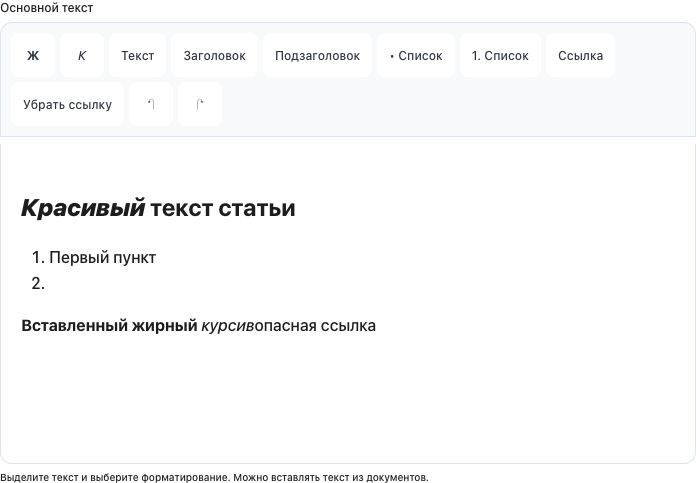 Основной текст
Ж К Текст Заголовок Подзаголовок • Список 1. Список Ссылка
Убрать ссылку
Красивый текст статьи
1. Первый пункт
2.
Вставленный жирный курсивопасная ссылка
Выделите текст и выберите форматирование. Можно вставлять текст из документов.